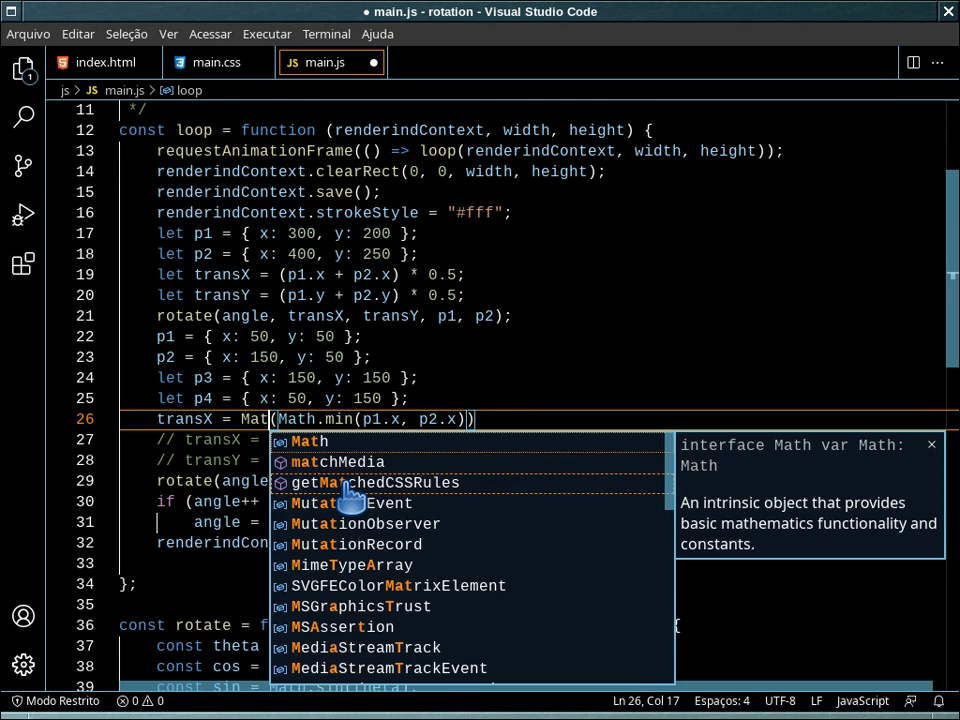 ● main.js - rotation - Visual Studio Code
Arquivo Editar Seleção Ver Acessar Executar Terminal Ajuda
index.html main.css JS main.js ●
js > JS main.js > loop
1
11 */
12 const loop = function (renderindContext, width, height) {
13 requestAnimationFrame(() => loop(renderindContext, width, height));
14 renderindContext.clearRect(0, 0, width, height);
15 renderindContext.save();
16 renderindContext.strokeStyle = "#fff";
17 let p1 = { x: 300, y: 200 };
18 let p2 = { x: 400, y: 250 };
19 let transX = (p1.x + p2.x) * 0.5;
20 let transY = (p1.y + p2.y) * 0.5;
21 rotate(angle, transX, transY, p1, p2);
22 p1 = { x: 50, y: 50 };
23 p2 = { x: 150, y: 50 };
24 let p3 = { x: 150, y: 150 };
25 let p4 = { x: 50, y: 150 };
26 transX = Mat(Math.min(p1.x, p2.x))
27 // transX =
28 // transY =
29 rotate(angle
30 if (angle++
31 angle =
32 renderindCon
33
34 };
35
36 const rotate = f {
37 const theta
38 const cos =
39 const sin = Math.sin(theta).
Math
matchMedia
getMatchedCSSRules
MutationEvent
MutationObserver
MutationRecord
MimeTypeArray
SVGFEColorMatrixElement
MSGraphicsTrust
MSAssertion
MediaStreamTrack
MediaStreamTrackEvent
interface Math var Math:
Math
An intrinsic object that provides
basic mathematics functionality and
constants.
Modo Restrito 0 0 Ln 26, Col 17 Espaços: 4 UTF-8 LF JavaScript